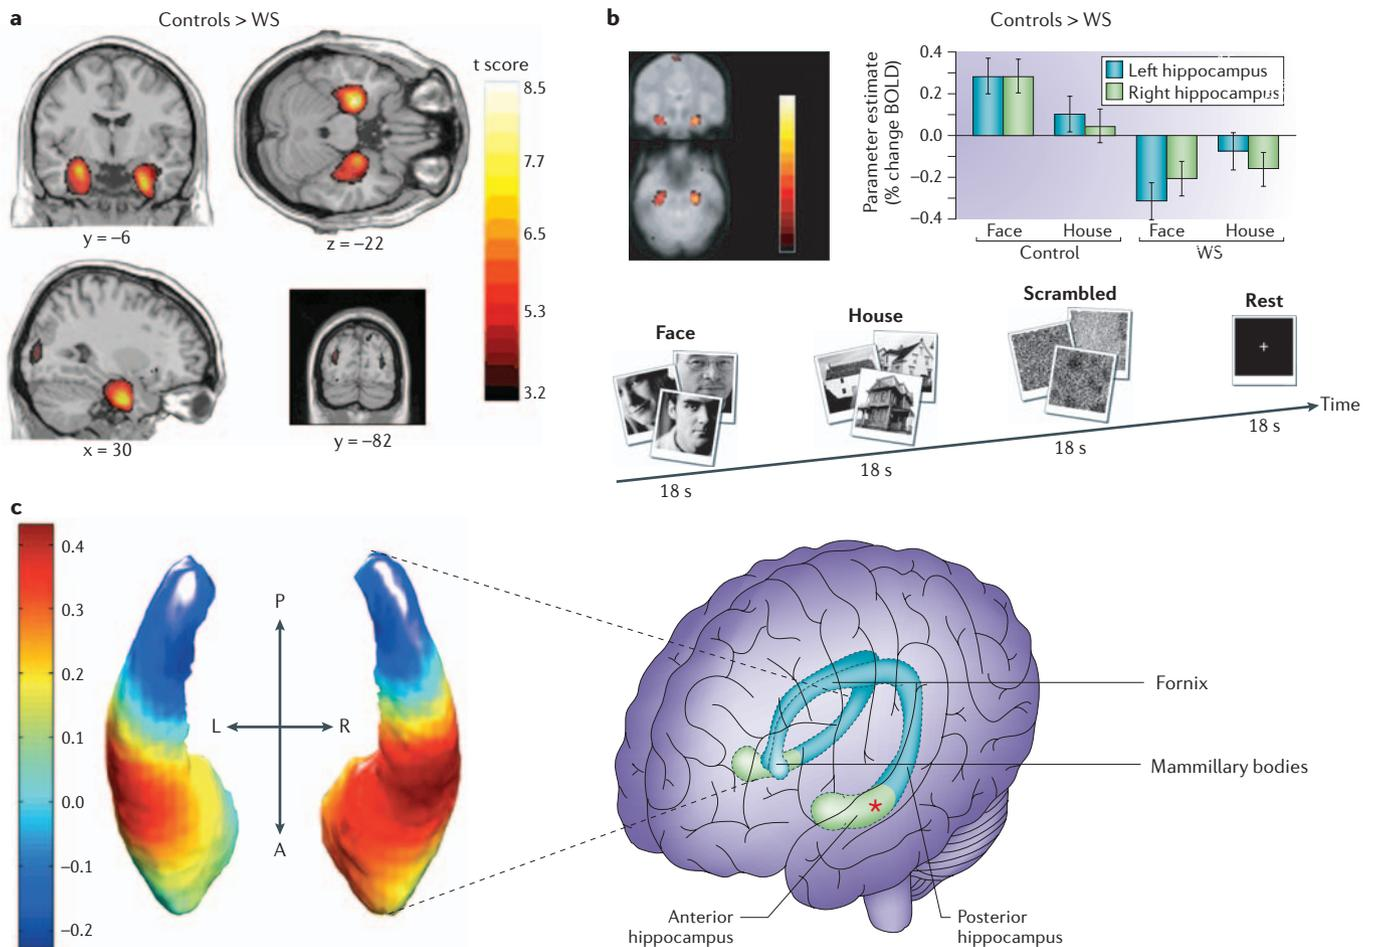 a
Controls > WS
y = –6
z = –22
x = 30
y = –82
t score
8.5
7.7
6.5
5.3
3.2
b
Controls > WS
Parameter estimate
(% change BOLD)
0.4
0.2
0.0
–0.2
–0.4
Left hippocampus
Right hippocampus
Face
House
Face
House
Control
WS
Face
House
Scrambled
Rest
18 s
18 s
18 s
18 s
Time
c
0.4
0.3
0.2
0.1
0.0
–0.1
–0.2
P
L
R
A
*
Fornix
Mammillary bodies
Anterior
hippocampus
Posterior
hippocampus